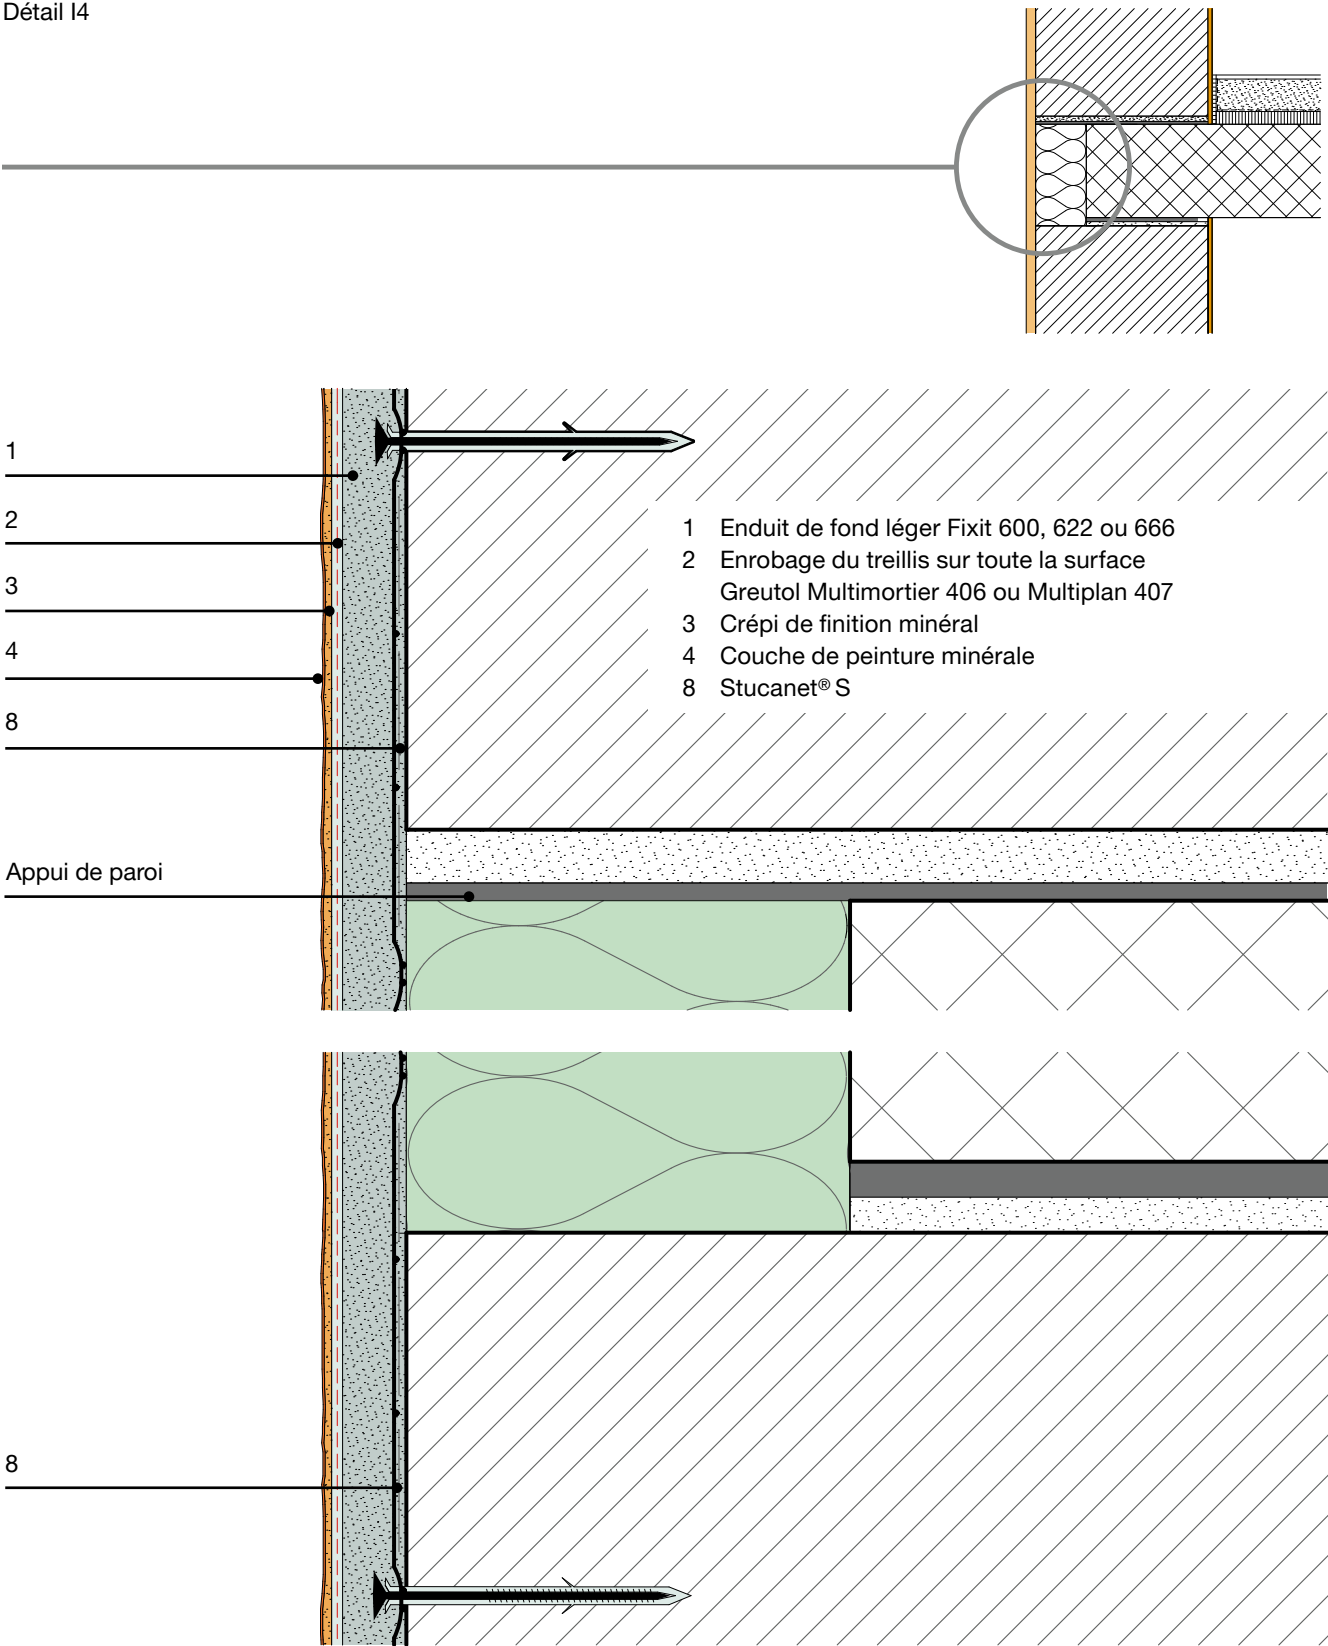 Détail I4
1
2
3
4
8
1 Enduit de fond léger Fixit 600, 622 ou 666
2 Enrobage du treillis sur toute la surface
Greutol Multimortier 406 ou Multiplan 407
3 Crépi de finition minéral
4 Couche de peinture minérale
8 Stucanet® S
Appui de paroi
8